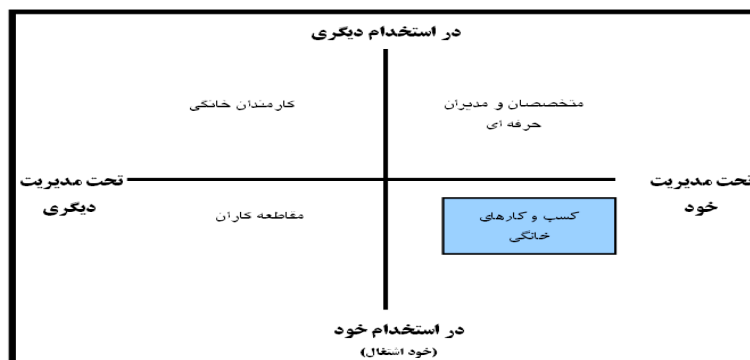 در استخدام دیگری
متخصصان و مدیران
حرفه ای
کارمندان خانگی
تحت مدیریت
خود
تحت مدیریت
دیگری
کسب و کارهای
خانگی
مقاطعه کاران
در استخدام خود
(خود اشتغال)